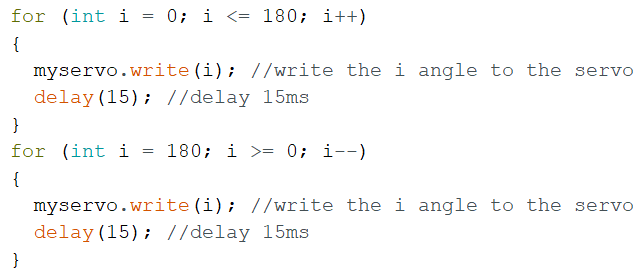 for (int i = 0; i <= 180; i++)
{
  myservo.write(i); //write the i angle to the servo
  delay(15); //delay 15ms
}
for (int i = 180; i >= 0; i--)
{
  myservo.write(i); //write the i angle to the servo
  delay(15); //delay 15ms
}